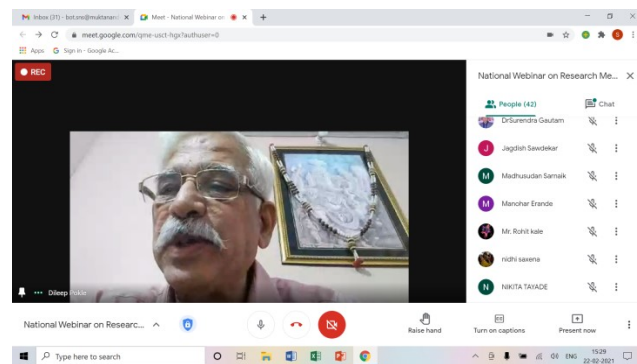 Inbox (31) - bot.sns@muktanand
Meet - National Webinar on
meet.google.com/qme-usct-hgx?authuser=0
Apps
Sign in - Google Ac...
REC
National Webinar on Research Me...
People (42)
Chat
DrSurendra Gautam
J
Jagdish Sawdekar
M
Madhusudan Sarnaik
M
Manohar Erande
Mr. Rohit kale
nidhi saxena
N
NIKITA TAYADE
Dileep Pokle
National Webinar on Researc...
Raise hand
Turn on captions
Present now
Type here to search
ENG
15:29
22-02-2021